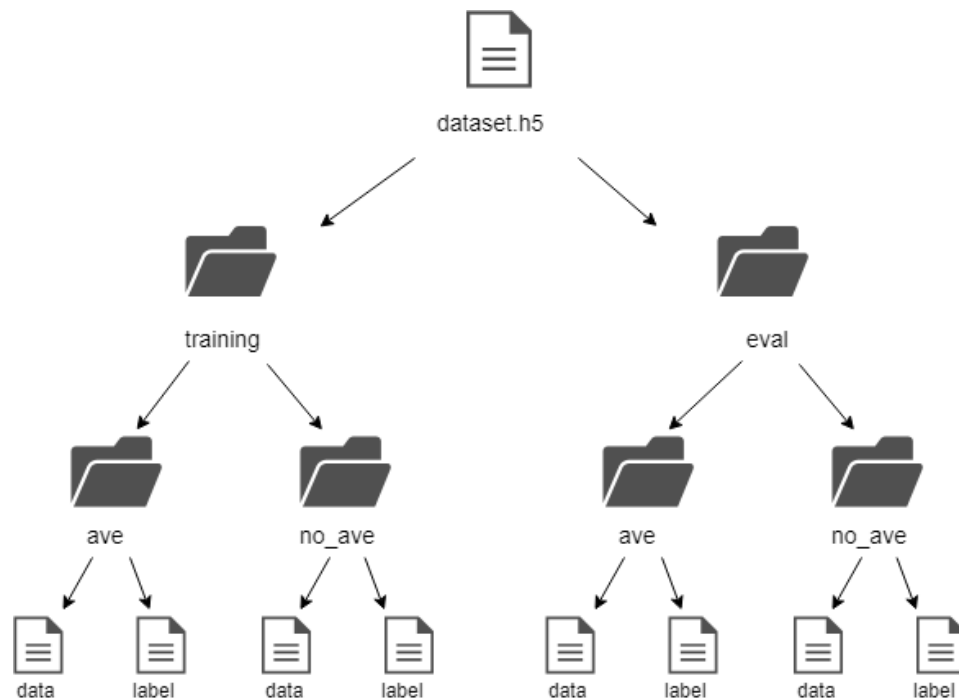 dataset.h5
training eval
ave no_ave ave no_ave
data label data label data label data label